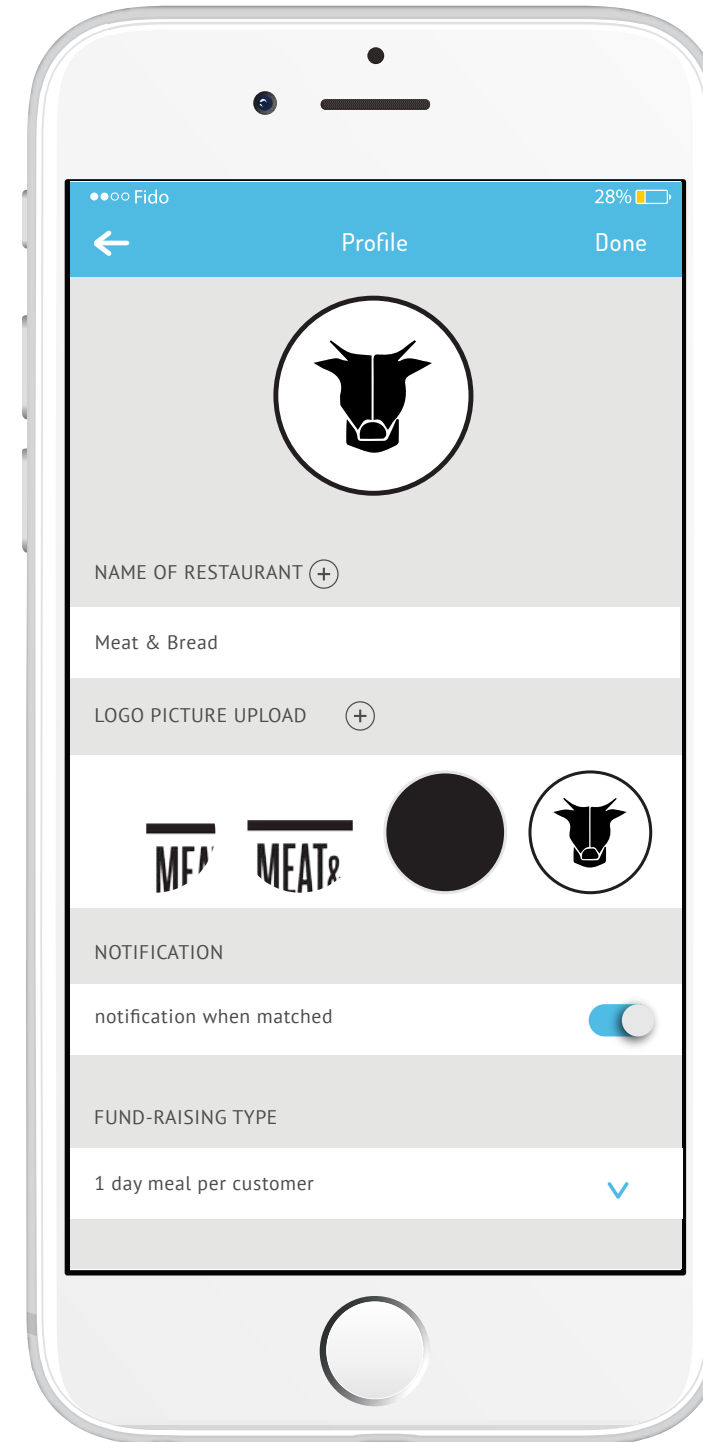 Fido 28%
Profile Done
NAME OF RESTAURANT
Meat & Bread
LOGO PICTURE UPLOAD
MEAT&
NOTIFICATION
notification when matched
FUND-RAISING TYPE
1 day meal per customer